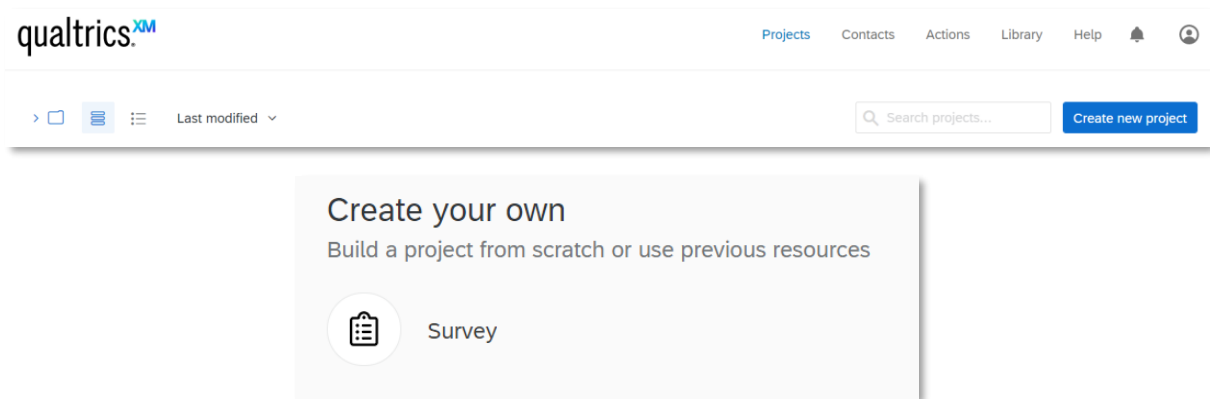 qualtrics.XM
Projects Contacts Actions Library Help
Last modified Search projects... Create new project
Create your own
Build a project from scratch or use previous resources
Survey